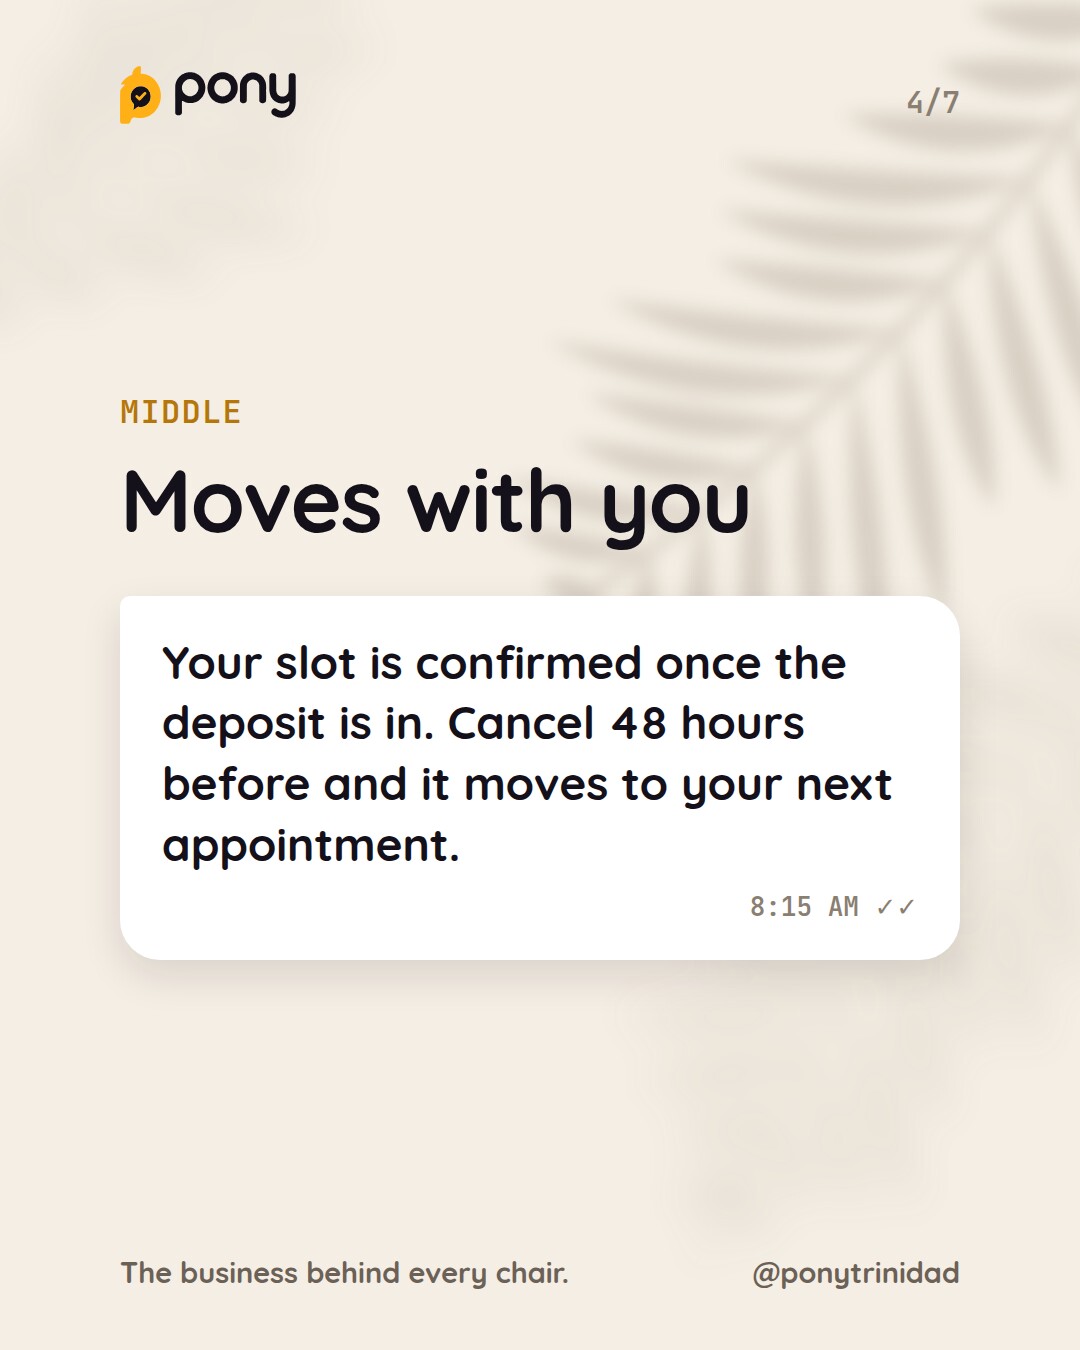 pony
4/7
MIDDLE
Moves with you
Your slot is confirmed once the
deposit is in. Cancel 48 hours
before and it moves to your next
appointment.
8:15 AM ✓✓
The business behind every chair.
@ponytrinidad